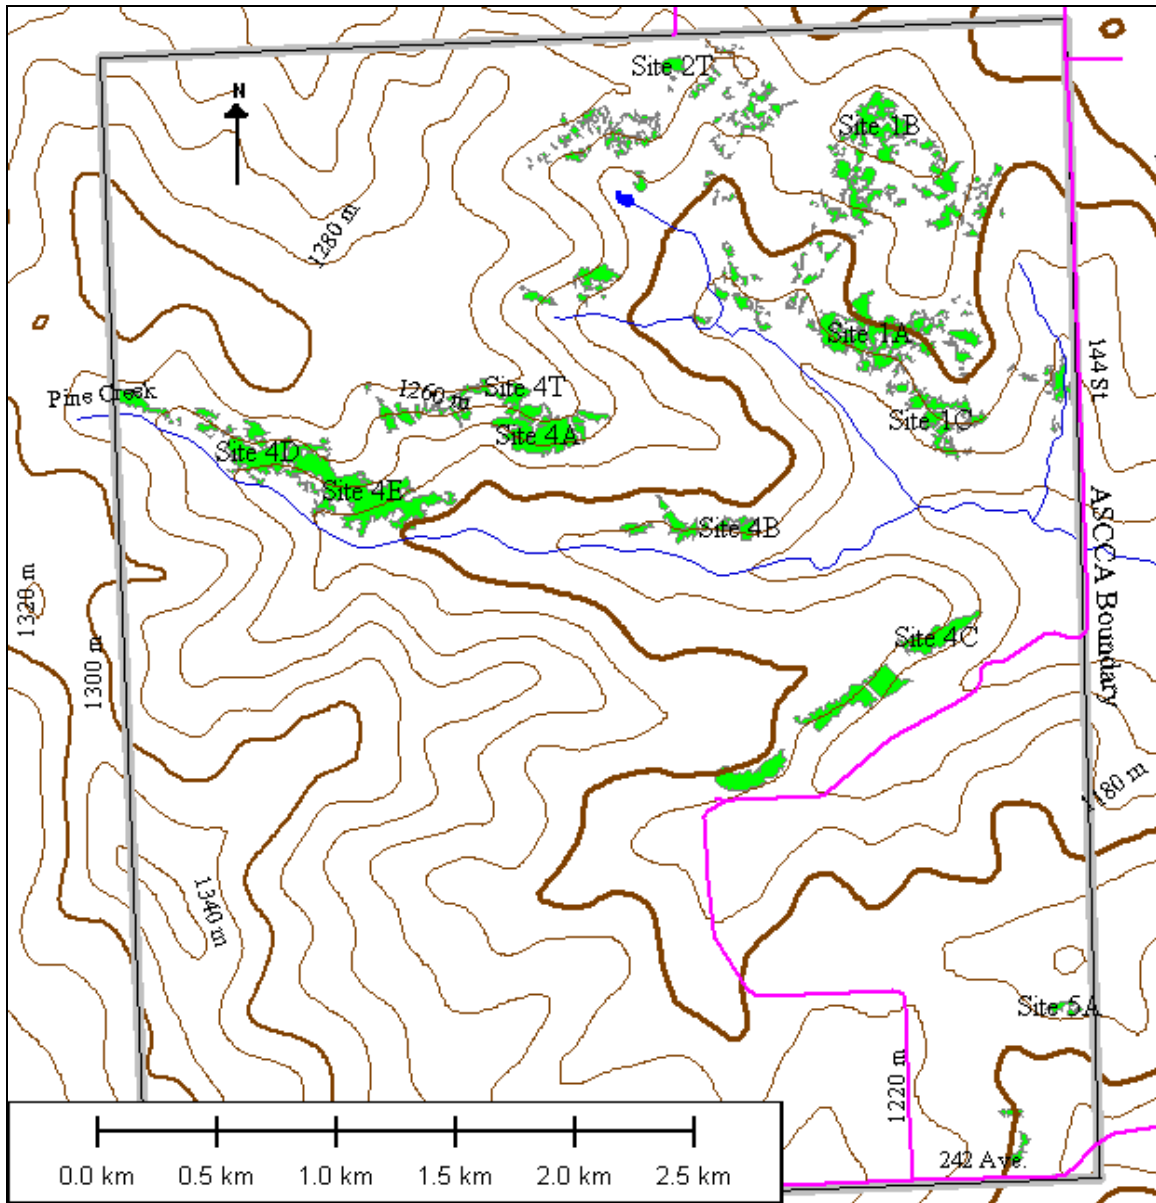 Site 2T
N
Site 1B
1280 m
Site 1A
144 St
Pine Creek
1260 m
Site 4T
Site 1C
Site 4A
Site 4D
Site 4E
ASCCA Boundary
Site 4B
1320 m
Site 4C
1300 m
1180 m
1340 m
Site 5A
1220 m
242 Ave.
0.0 km 0.5 km 1.0 km 1.5 km 2.0 km 2.5 km